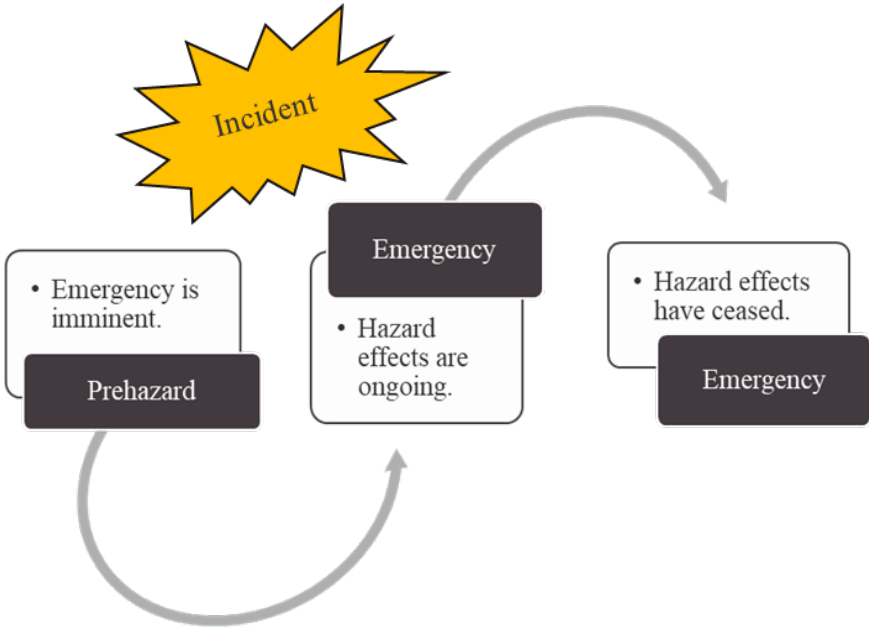 Incident
• Emergency is
imminent.
Prehazard
Emergency
• Hazard
effects are
ongoing.
• Hazard effects
have ceased.
Emergency